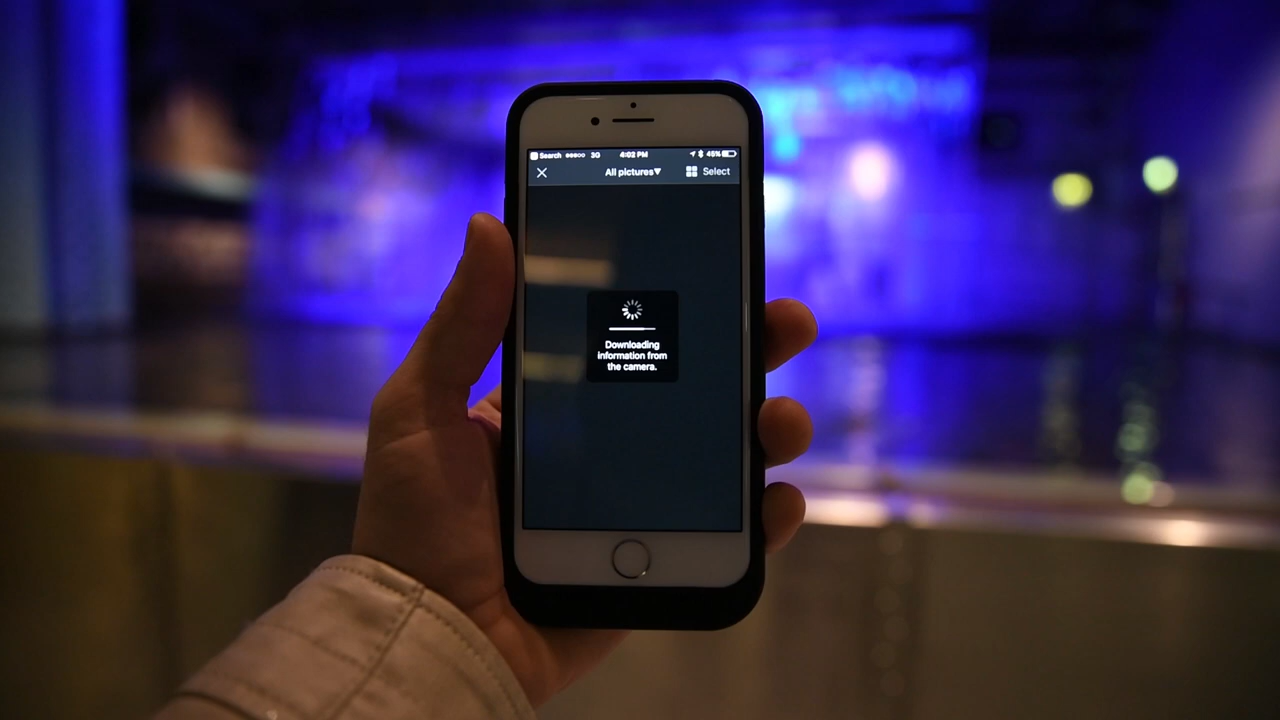 Search 3G 4:02 PM 45%
All pictures▼ Select
Downloading
information from
the camera.